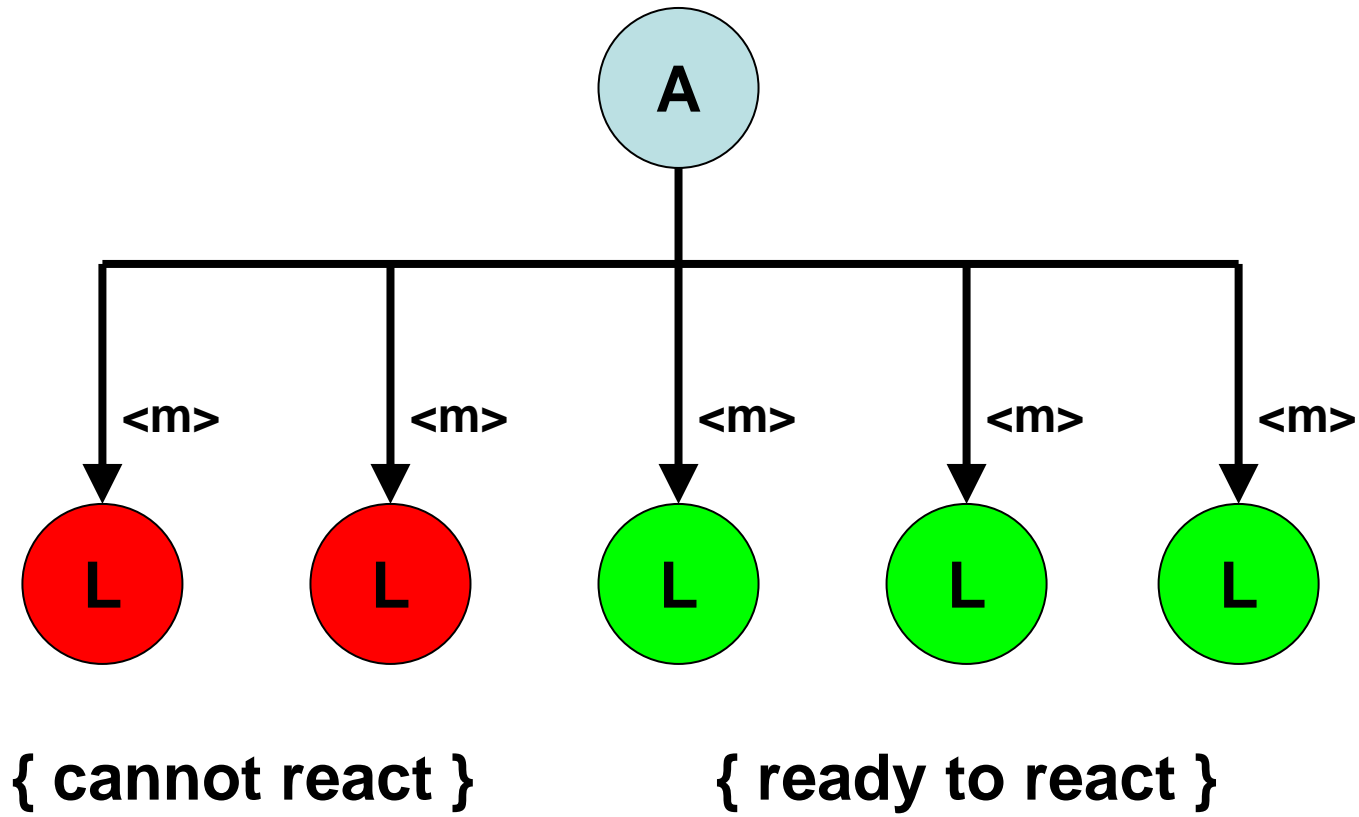 A
<m> <m> <m> <m> <m>
L L L L L
{ cannot react } { ready to react }